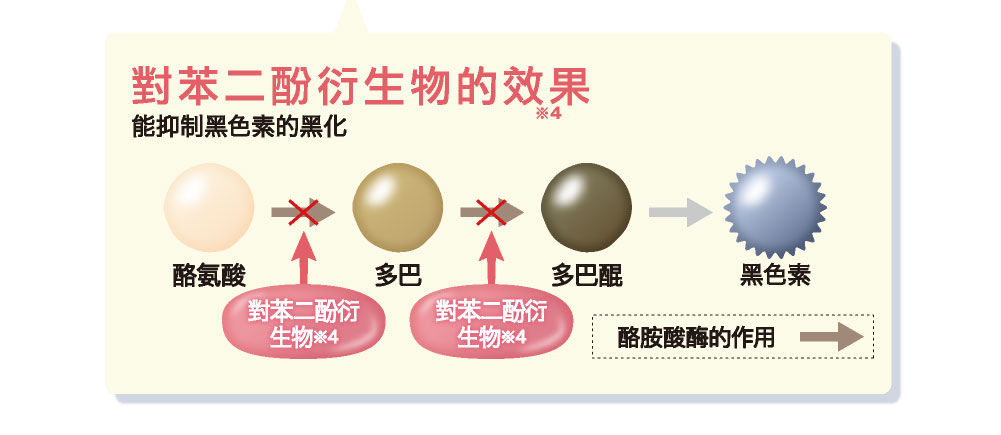 對苯二酚衍生物的效果
※4
能抑制黑色素的黑化
酪氨酸
多巴
多巴醌
黑色素
對苯二酚衍
生物※4
對苯二酚衍
生物※4
酪胺酸酶的作用